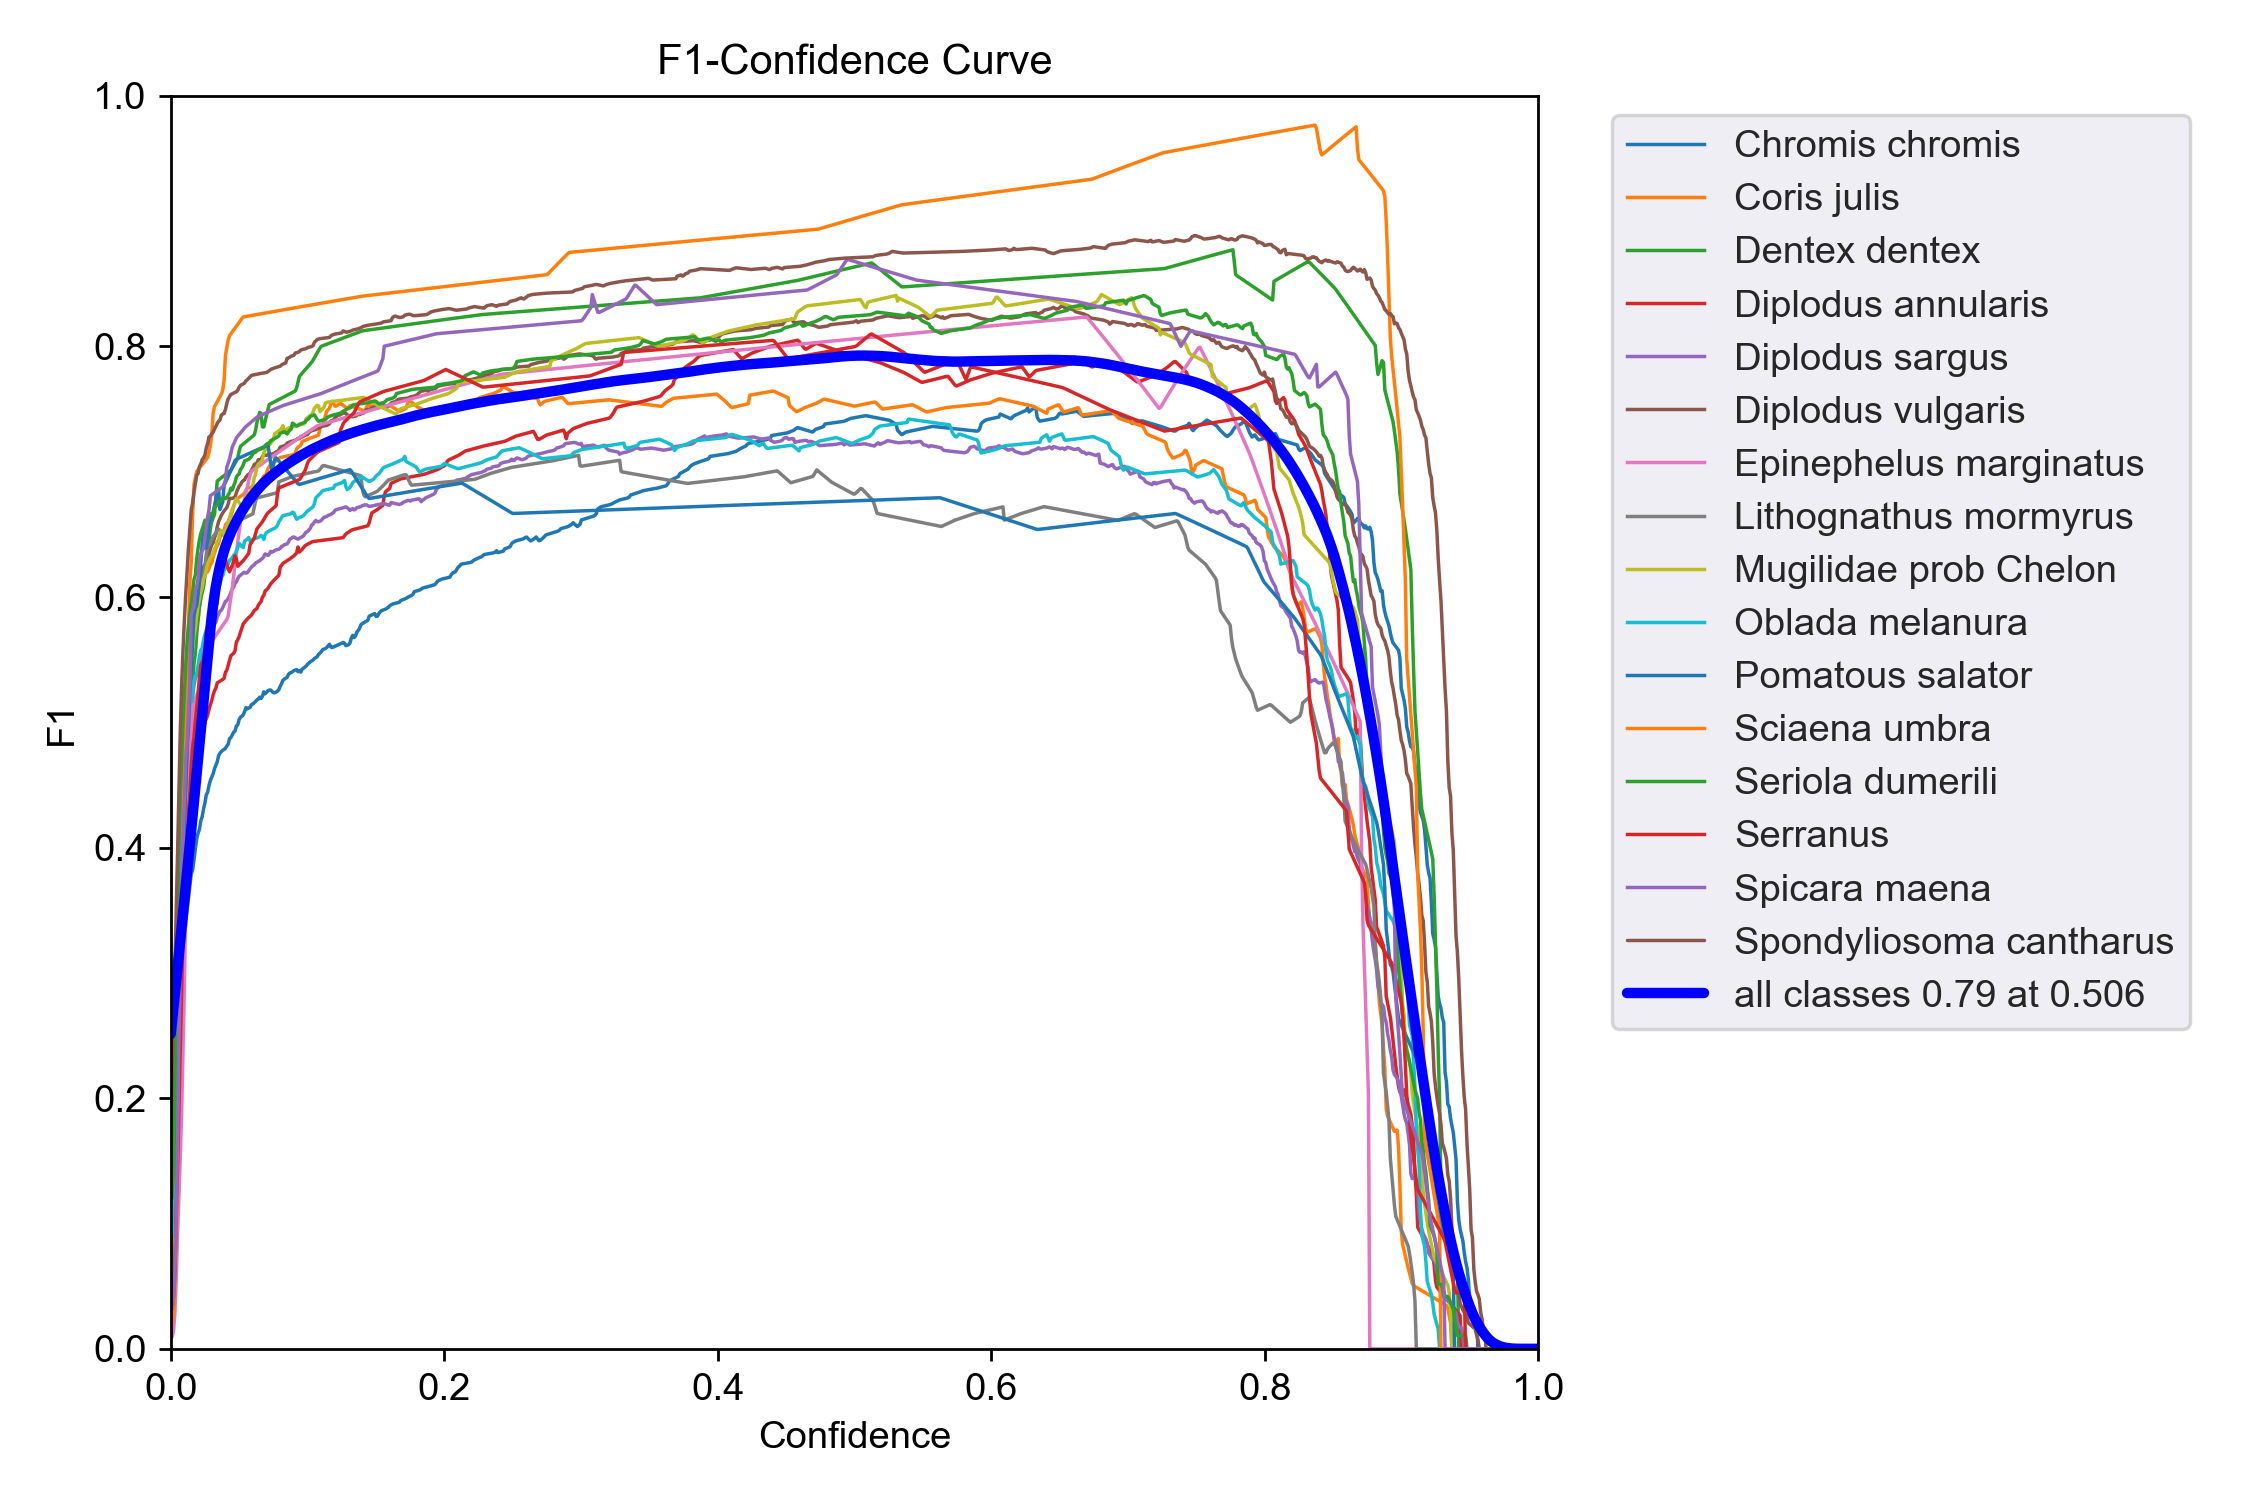 F1-Confidence Curve
1.0
0.8
0.6
0.4
0.2
0.0
F1
0.0 0.2 0.4 0.6 0.8 1.0
Confidence
Chromis chromis
Coris julis
Dentex dentex
Diplodus annularis
Diplodus sargus
Diplodus vulgaris
Epinephelus marginatus
Lithognathus mormyrus
Mugilidae prob Chelon
Oblada melanura
Pomatous salator
Sciaena umbra
Seriola dumerili
Serranus
Spicara maena
Spondyliosoma cantharus
all classes 0.79 at 0.506